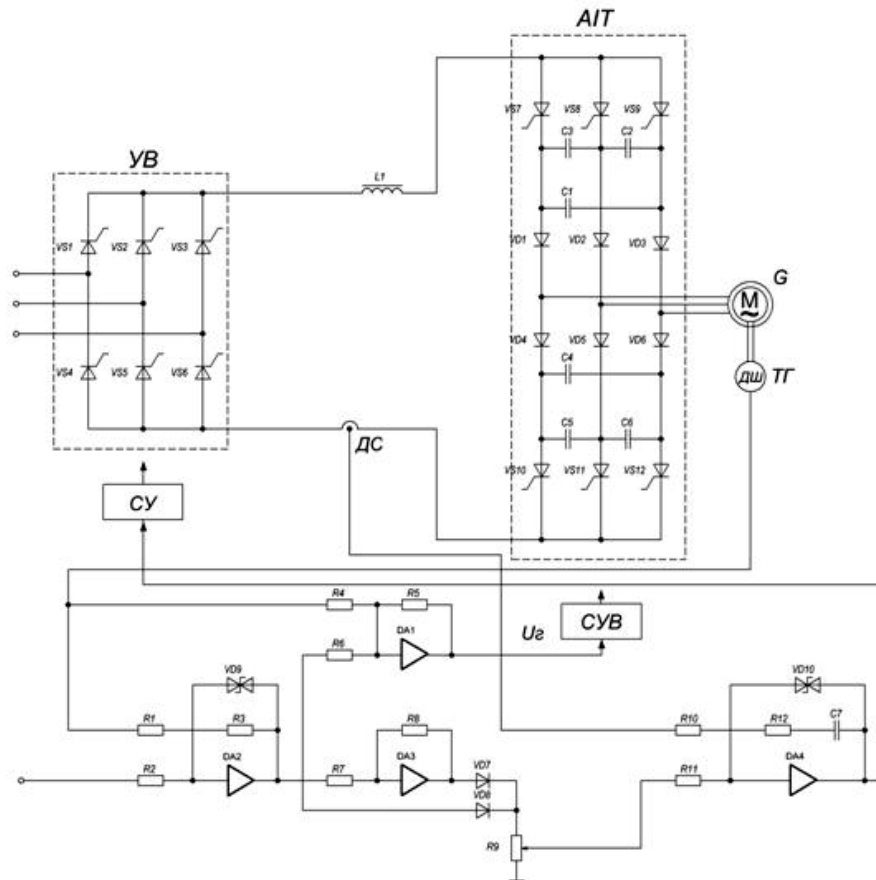 АІТ
VS7 VS8 VS9
C3 C2
УВ
L1
C1
VS1 VS2 VS3
VD1 VD2 VD3
G
M
~
VS4 VS5 VS6
VD4 VD5 VD6
C4
ДШ ТГ
C5 C6
ДС
VS10 VS11 VS12
СУ
R4 R5
СУВ
DA1
Uг
R6
VD9
VD10
R1 R3
R8
R10 R12 C7
R2 DA2
R7 DA3 VD7
R11 DA4
VD8
R9